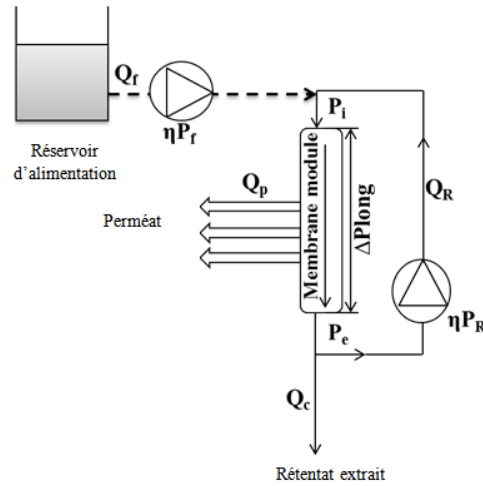 Qf
ηPf
Réservoir
d'alimentation
Pi
Qp
Perméat
Membrane module
ΔPlong
QR
ηPR
Pe
Qc
Rétentat extrait